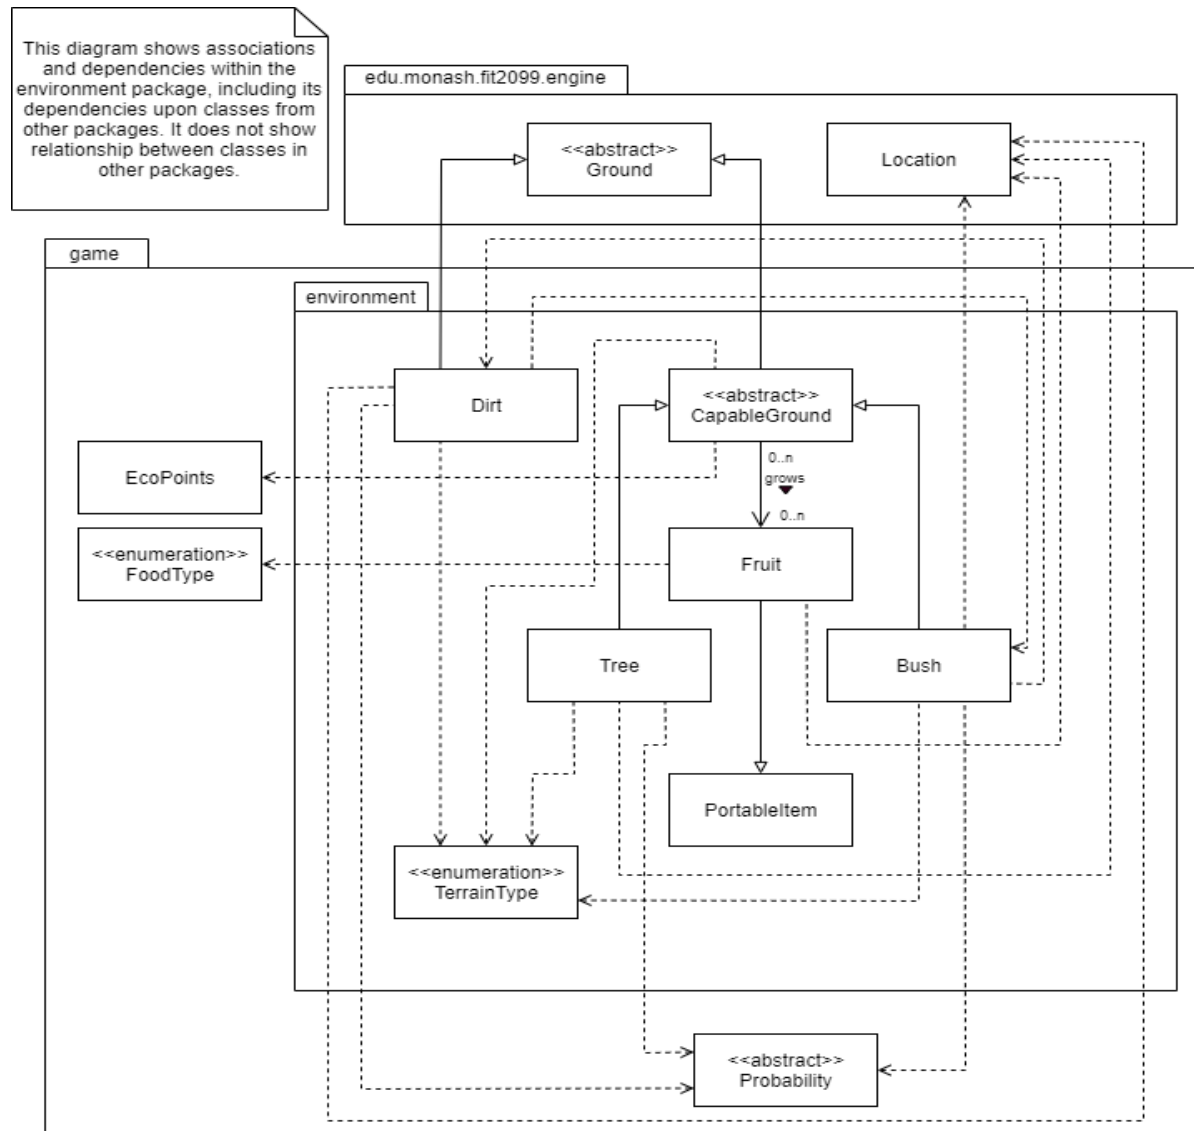 This diagram shows associations
and dependencies within the
environment package, including its
dependencies upon classes from
other packages. It does not show
relationship between classes in
other packages.
edu.monash.fit2099.engine
<<abstract>>
Ground
Location
game
environment
Dirt
<<abstract>>
CapableGround
EcoPoints
0..n
grows
0..n
<<enumeration>>
FoodType
Fruit
Tree
Bush
PortableItem
<<enumeration>>
TerrainType
<<abstract>>
Probability